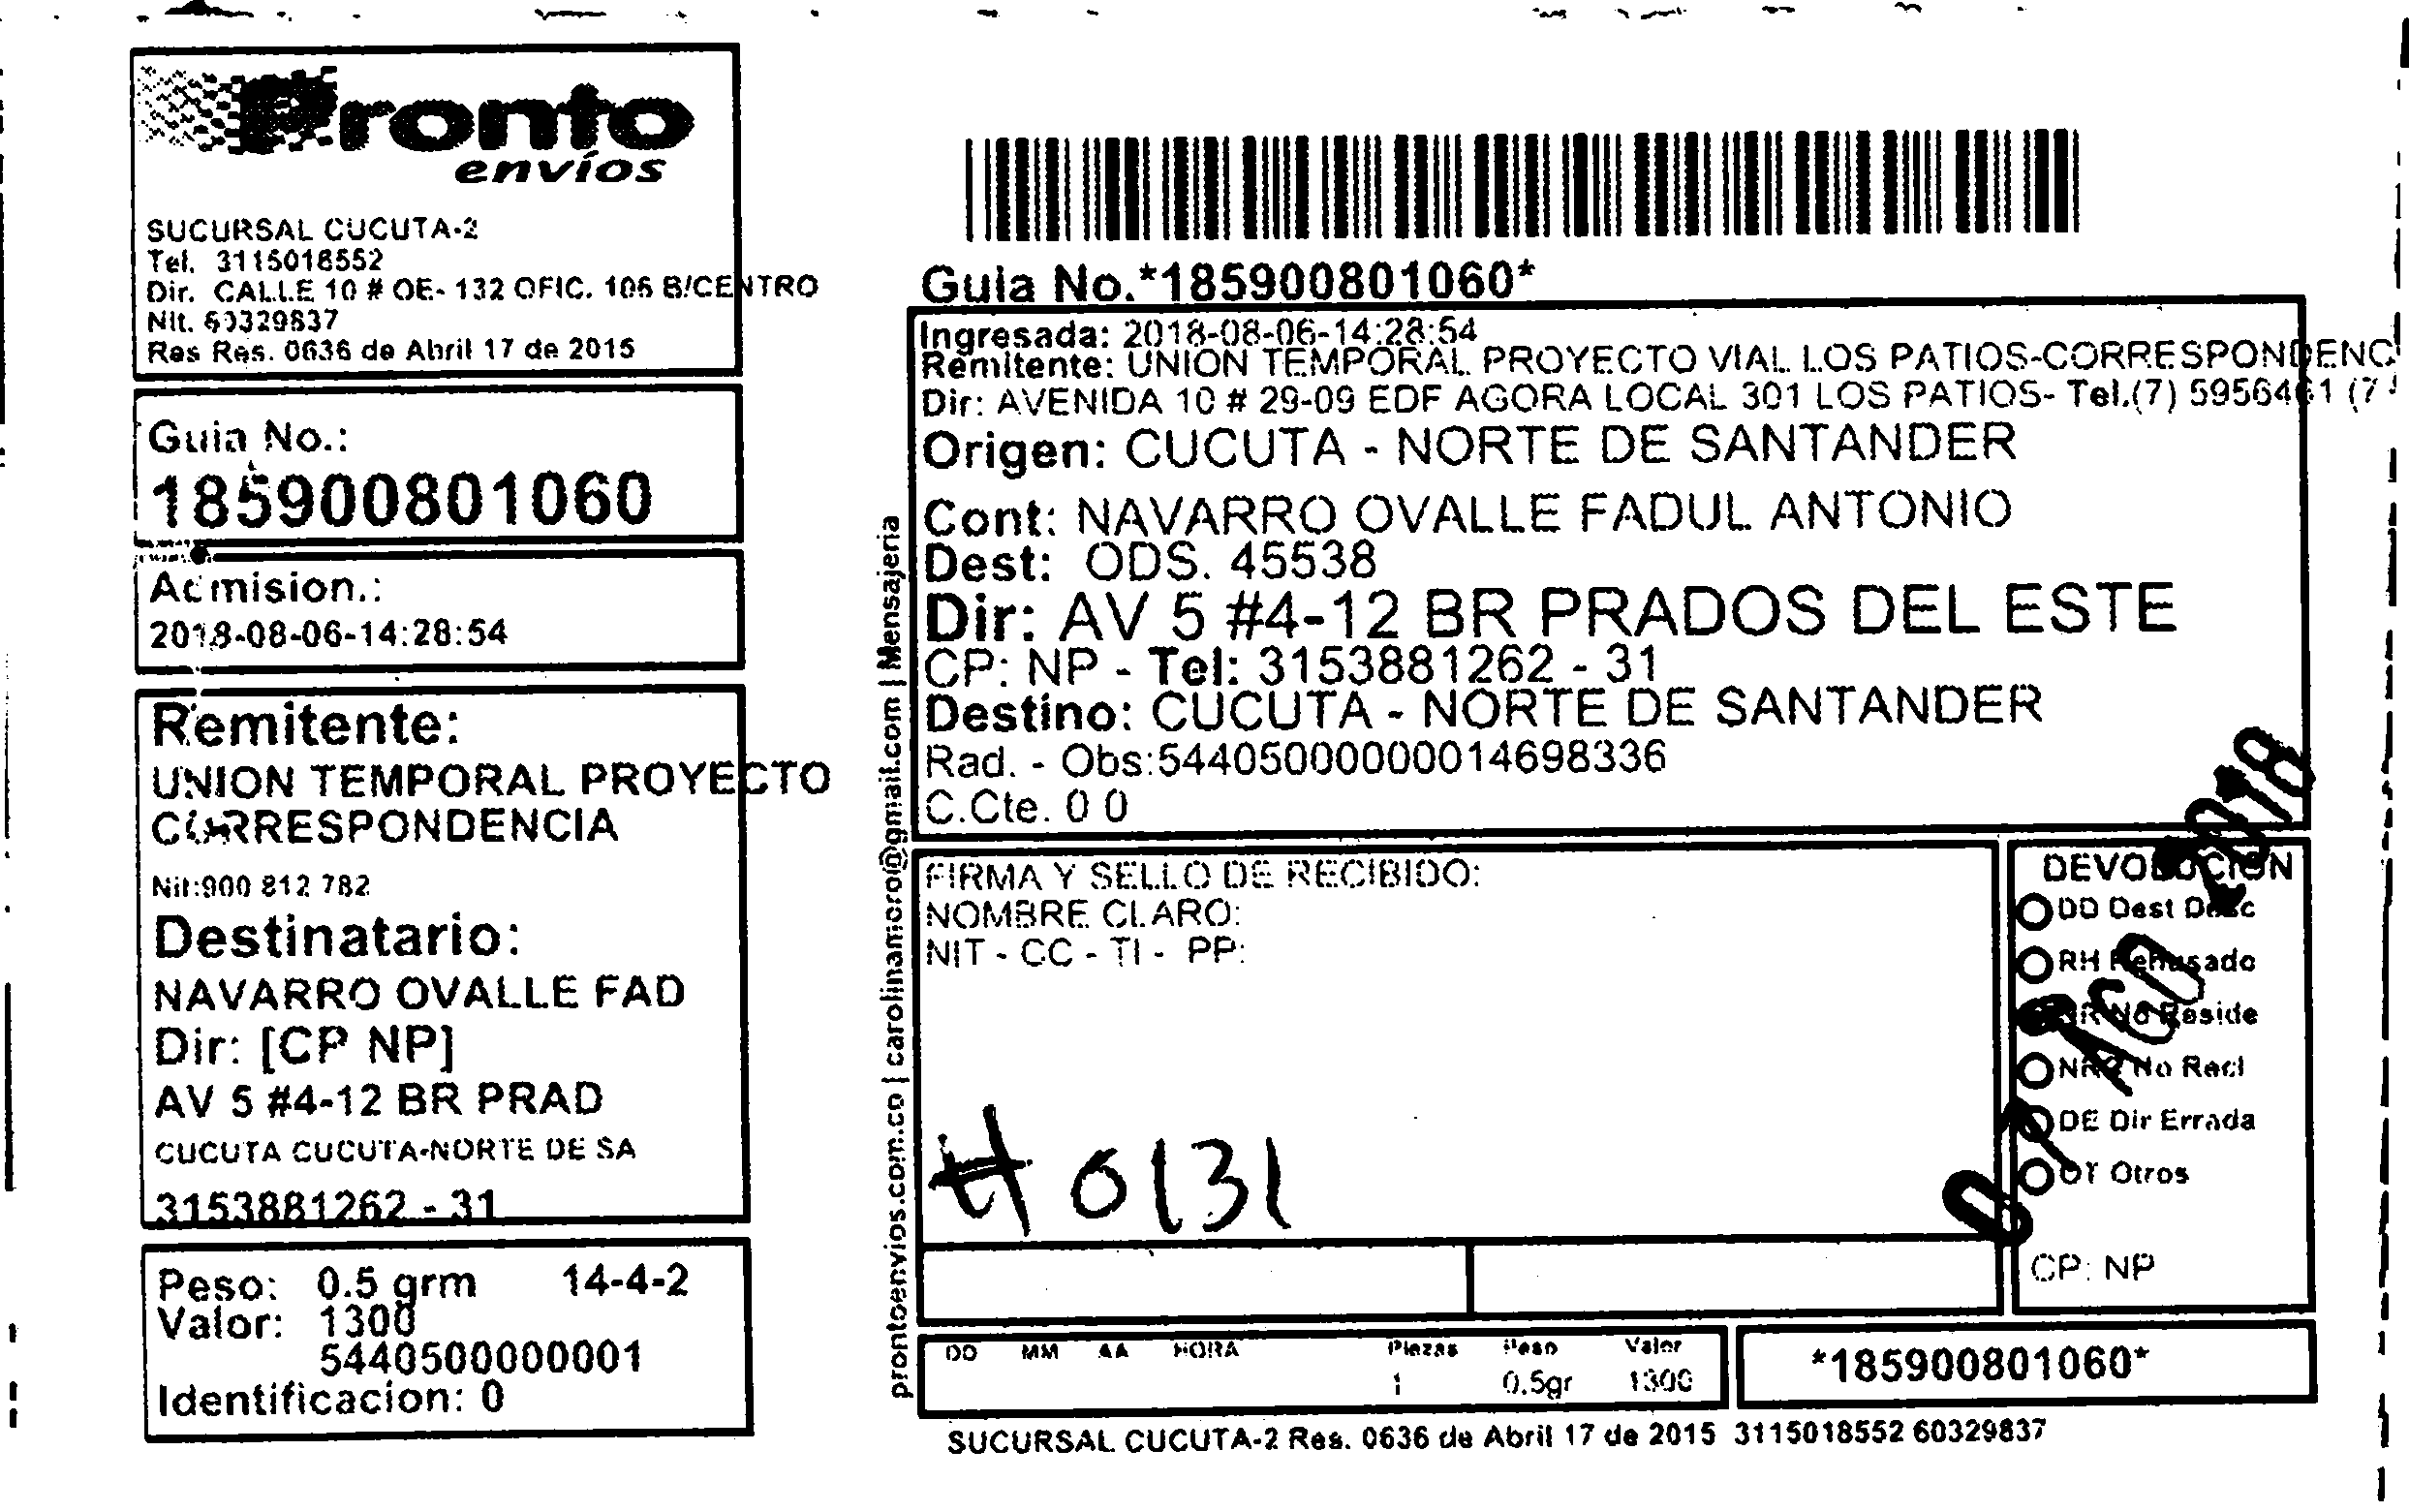 Pronto
envíos
SUCURSAL CUCUTA-2
Tel. 3115018552
Dir. CALLE 10 # OE- 132 OFIC. 106 B/CENTRO
Nit. 60329837
Res Res. 0636 de Abril 17 de 2015
Guia No.:
185900801060
Admision.:
2018-08-06-14:28:54
Remitente:
UNION TEMPORAL PROYECTO
CORRESPONDENCIA
Nit:900 812 782
Destinatario:
NAVARRO OVALLE FAD
Dir: [CP NP]
AV 5 #4-12 BR PRAD
CUCUTA CUCUTA-NORTE DE SA
3153881262 - 31
Peso: 0.5 grm 14-4-2
Valor: 1300
5440500000001
Identificacion: 0
prontoenvios.com.co | carolinamoro@gmail.com | Mensajeria
Guia No.*185900801060*
Ingresada: 2018-08-06-14:28:54
Remitente: UNION TEMPORAL PROYECTO VIAL LOS PATIOS-CORRESPONDENC
Dir: AVENIDA 10 # 29-09 EDF AGORA LOCAL 301 LOS PATIOS- Tel.(7) 5956461 (7
Origen: CUCUTA - NORTE DE SANTANDER
Cont: NAVARRO OVALLE FADUL ANTONIO
Dest: ODS. 45538
Dir: AV 5 #4-12 BR PRADOS DEL ESTE
CP: NP - Tel: 3153881262 - 31
Destino: CUCUTA - NORTE DE SANTANDER
Rad. - Obs:544050000000014698336
C.Cte. 0 0
FIRMA Y SELLO DE RECIBIDO:
NOMBRE CLARO:
NIT - CC - TI - PP:
# 0131
DEVOLUCION
DD Dest Desc
RH Rehusado
NR No Reside
NRC No Recl
DE Dir Errada
OT Otros
CP: NP
AGO 2018
DD MM AA HORA Piezas Peso Valor
1 0.5gr 1300
*185900801060*
SUCURSAL CUCUTA-2 Res. 0636 de Abril 17 de 2015 3115018552 60329837